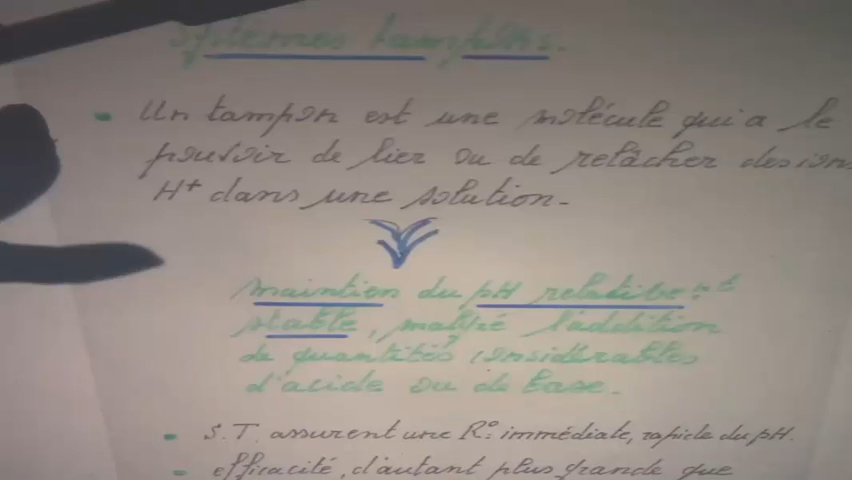 Systèmes tampons.
• Un tampon est une molécule qui a le
pouvoir de lier ou de relâcher des ions
H+ dans une solution.
maintien du pH relative:nt
stable, malgré l'addition
de quantités considérables
d'acide ou de base.
• S.T. assurent une R°: immédiate, rapide du pH.
• efficacité, d'autant plus grande que